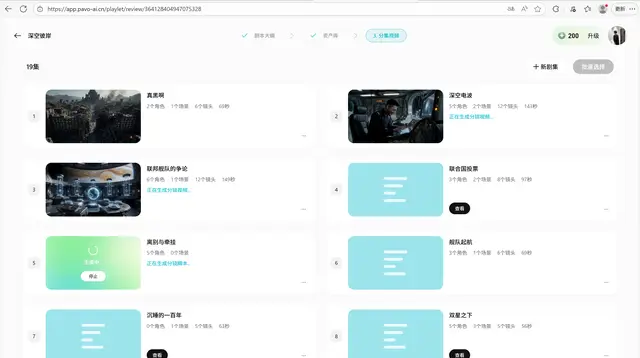 https://app.pavo-ai.cn/playlet/review/364128404947075328
更新
深空彼岸
剧本大纲
资产库
3 分集视频
200
升级
19集
+ 新剧集
批量选择
1
真黑啊
2个角色 1个场景 6个镜头 60秒
2
深空电波
5个角色 2个场景 12个镜头 143秒
正在生成分镜视频...
3
联邦舰队的争论
6个角色 1个场景 12个镜头 149秒
正在生成分镜视频...
4
联合国投票
3个角色 2个场景 8个镜头 97秒
查看
5
停止
离别与牵挂
5个角色 0个场景
正在生成分镜脚本...
舰队起航
3个角色 1个场景 6个镜头 69秒
7
沉睡的一百年
0个角色 1个场景 5个镜头 63秒
查看
8
双星之下
2个角色 3个场景 5个镜头 56秒
查看